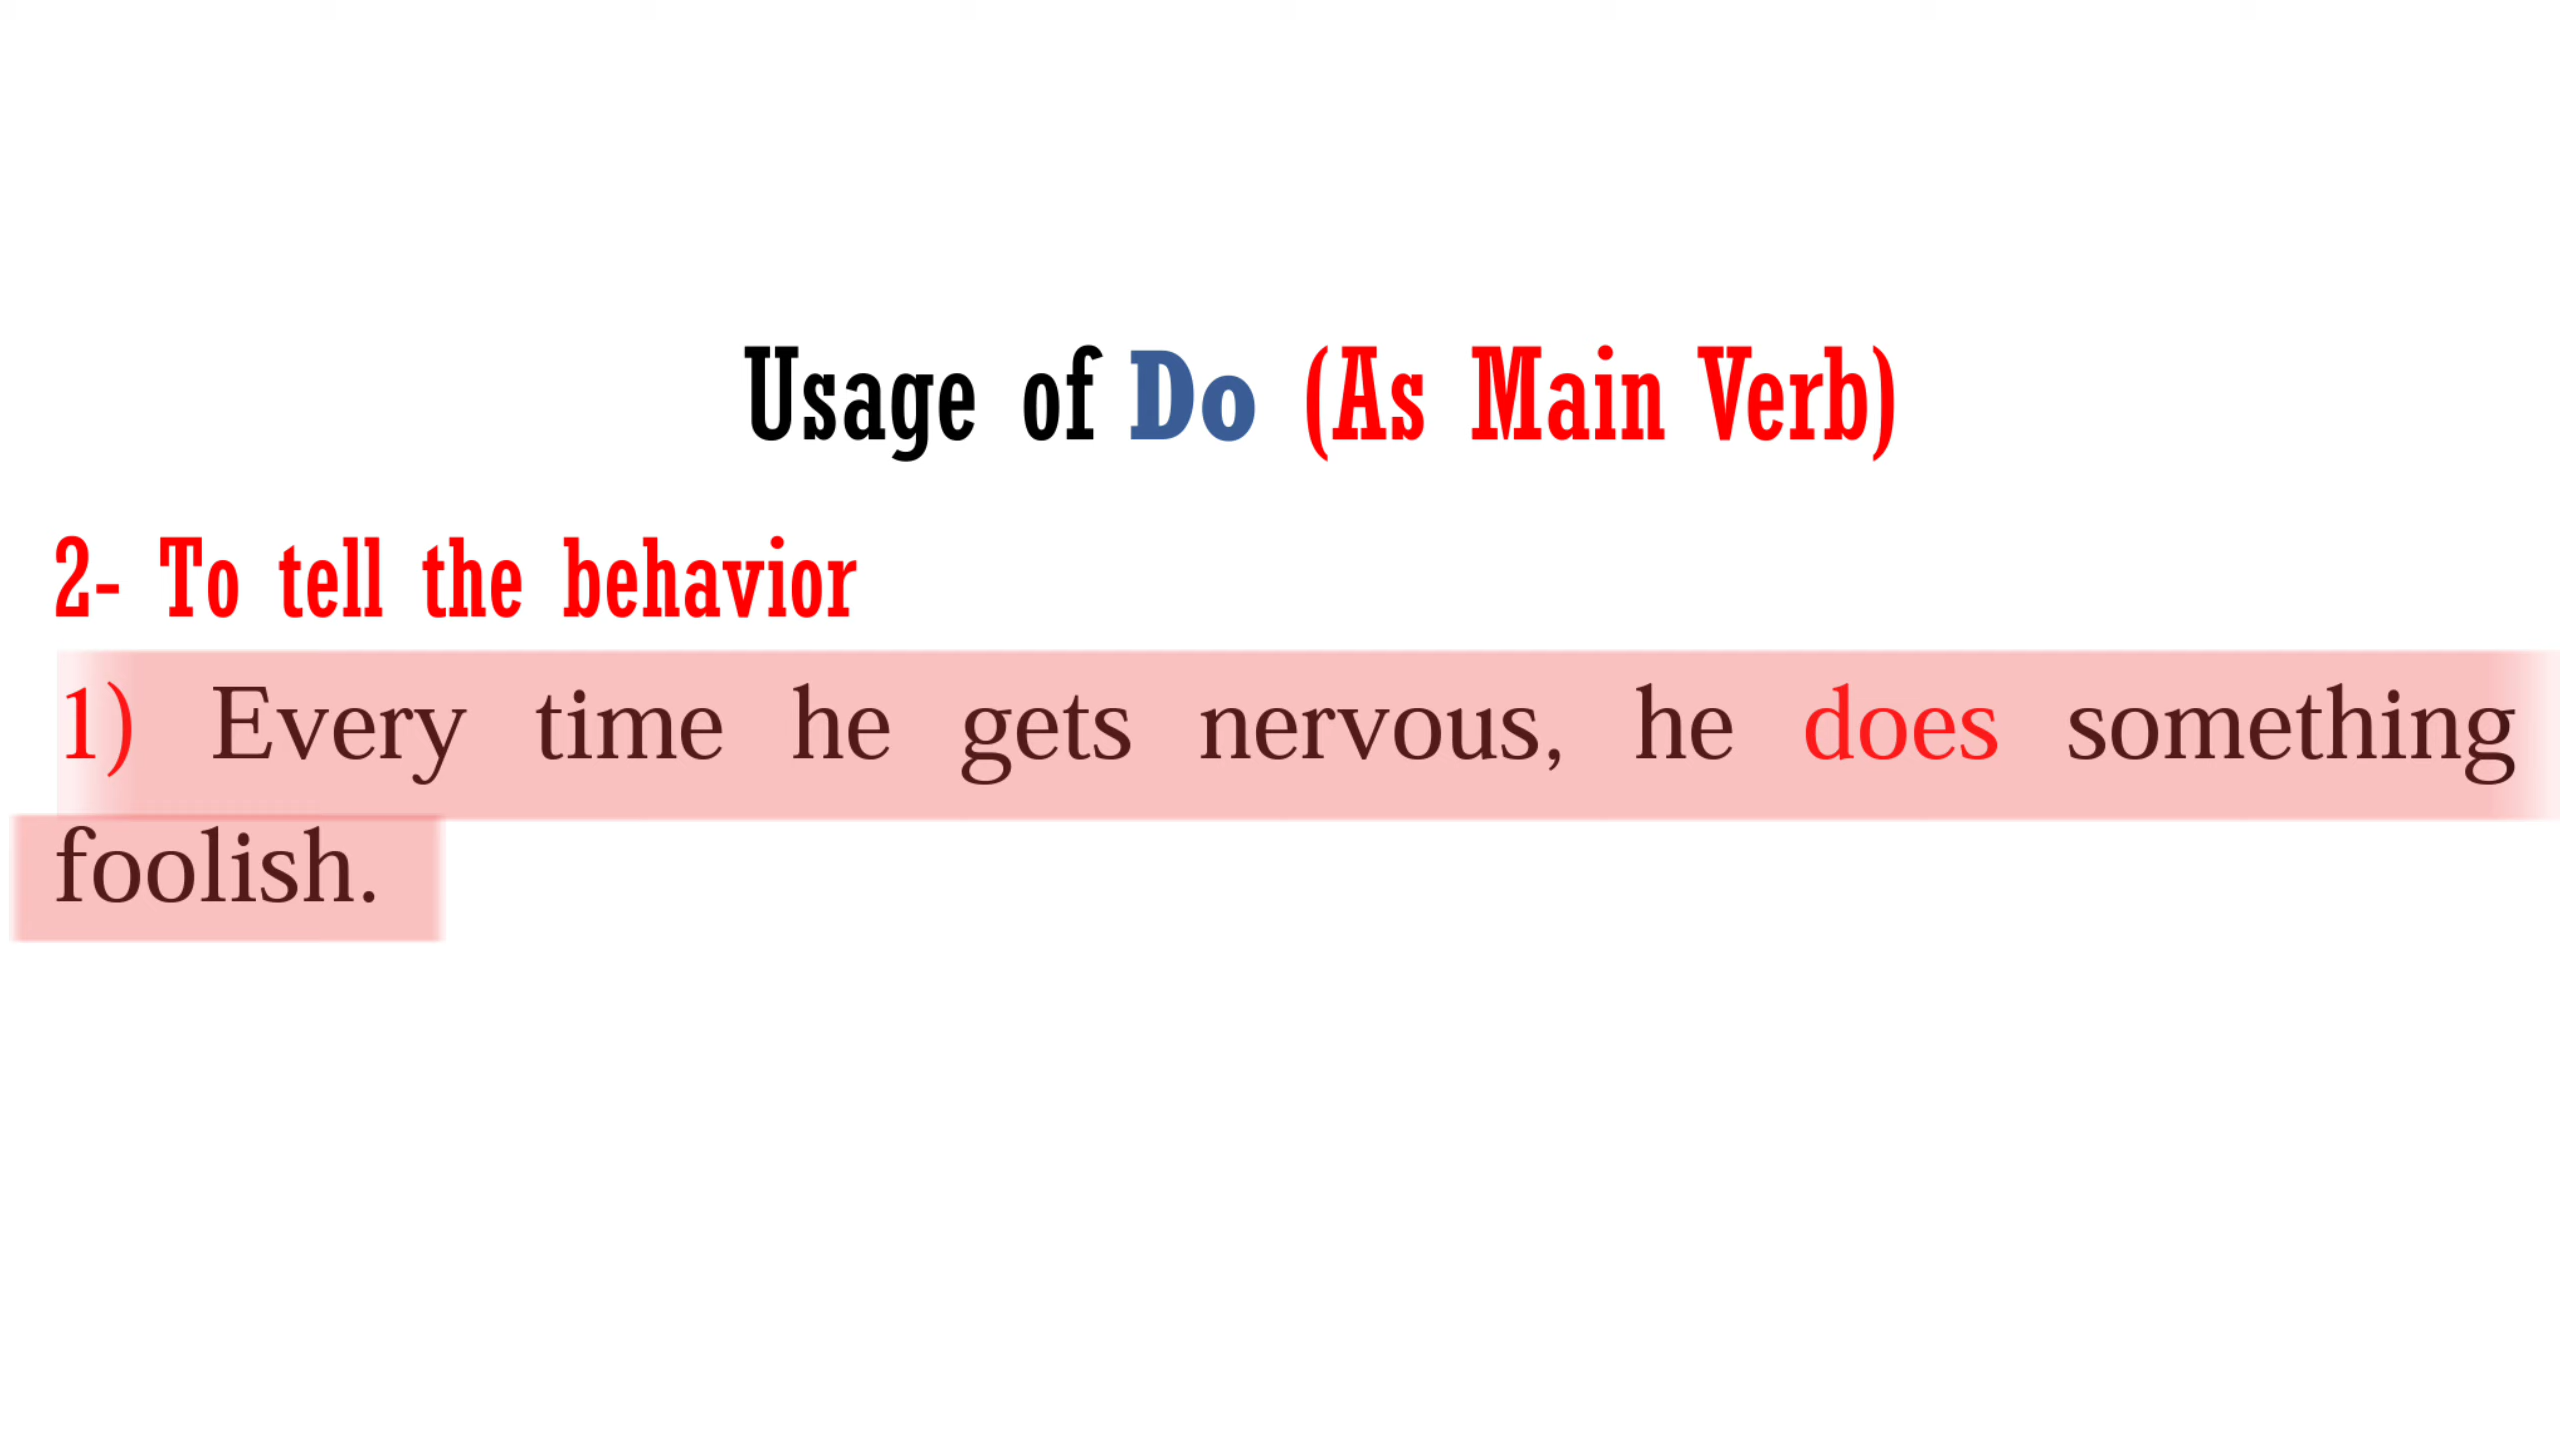 Usage of Do (As Main Verb)
2- To tell the behavior
1) Every time he gets nervous, he does something
foolish.